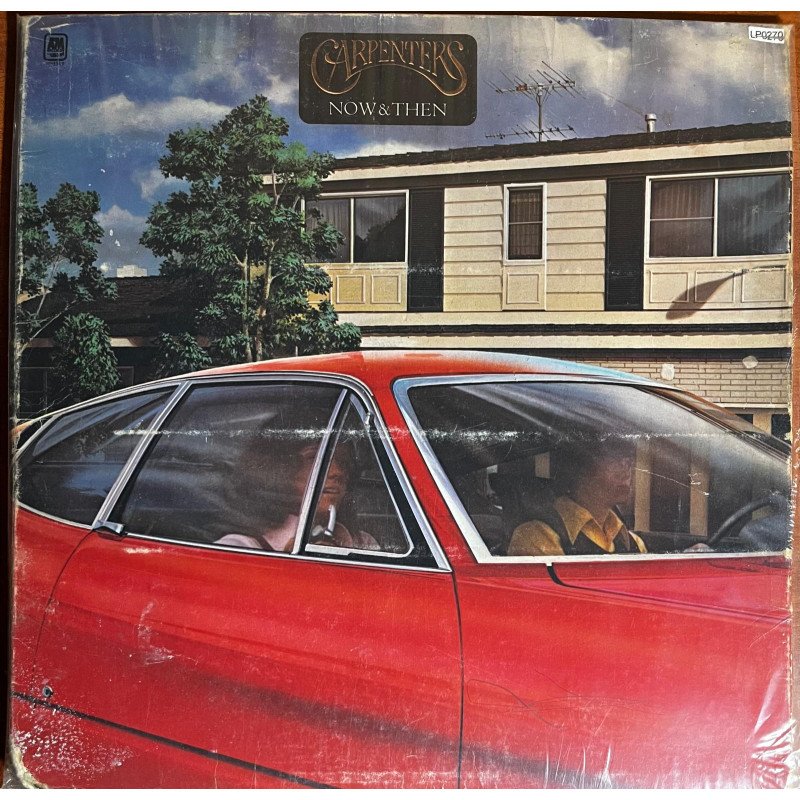 CARPENTERS
NOW & THEN
LP0270
A&M